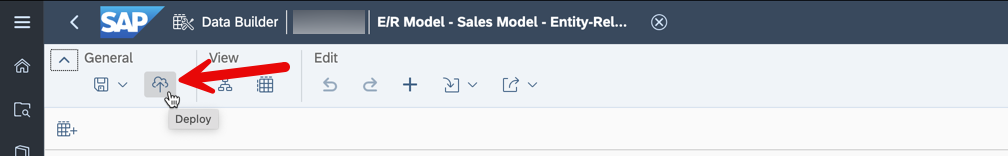 SAP Data Builder E/R Model - Sales Model - Entity-Rel...
General View Edit
Deploy